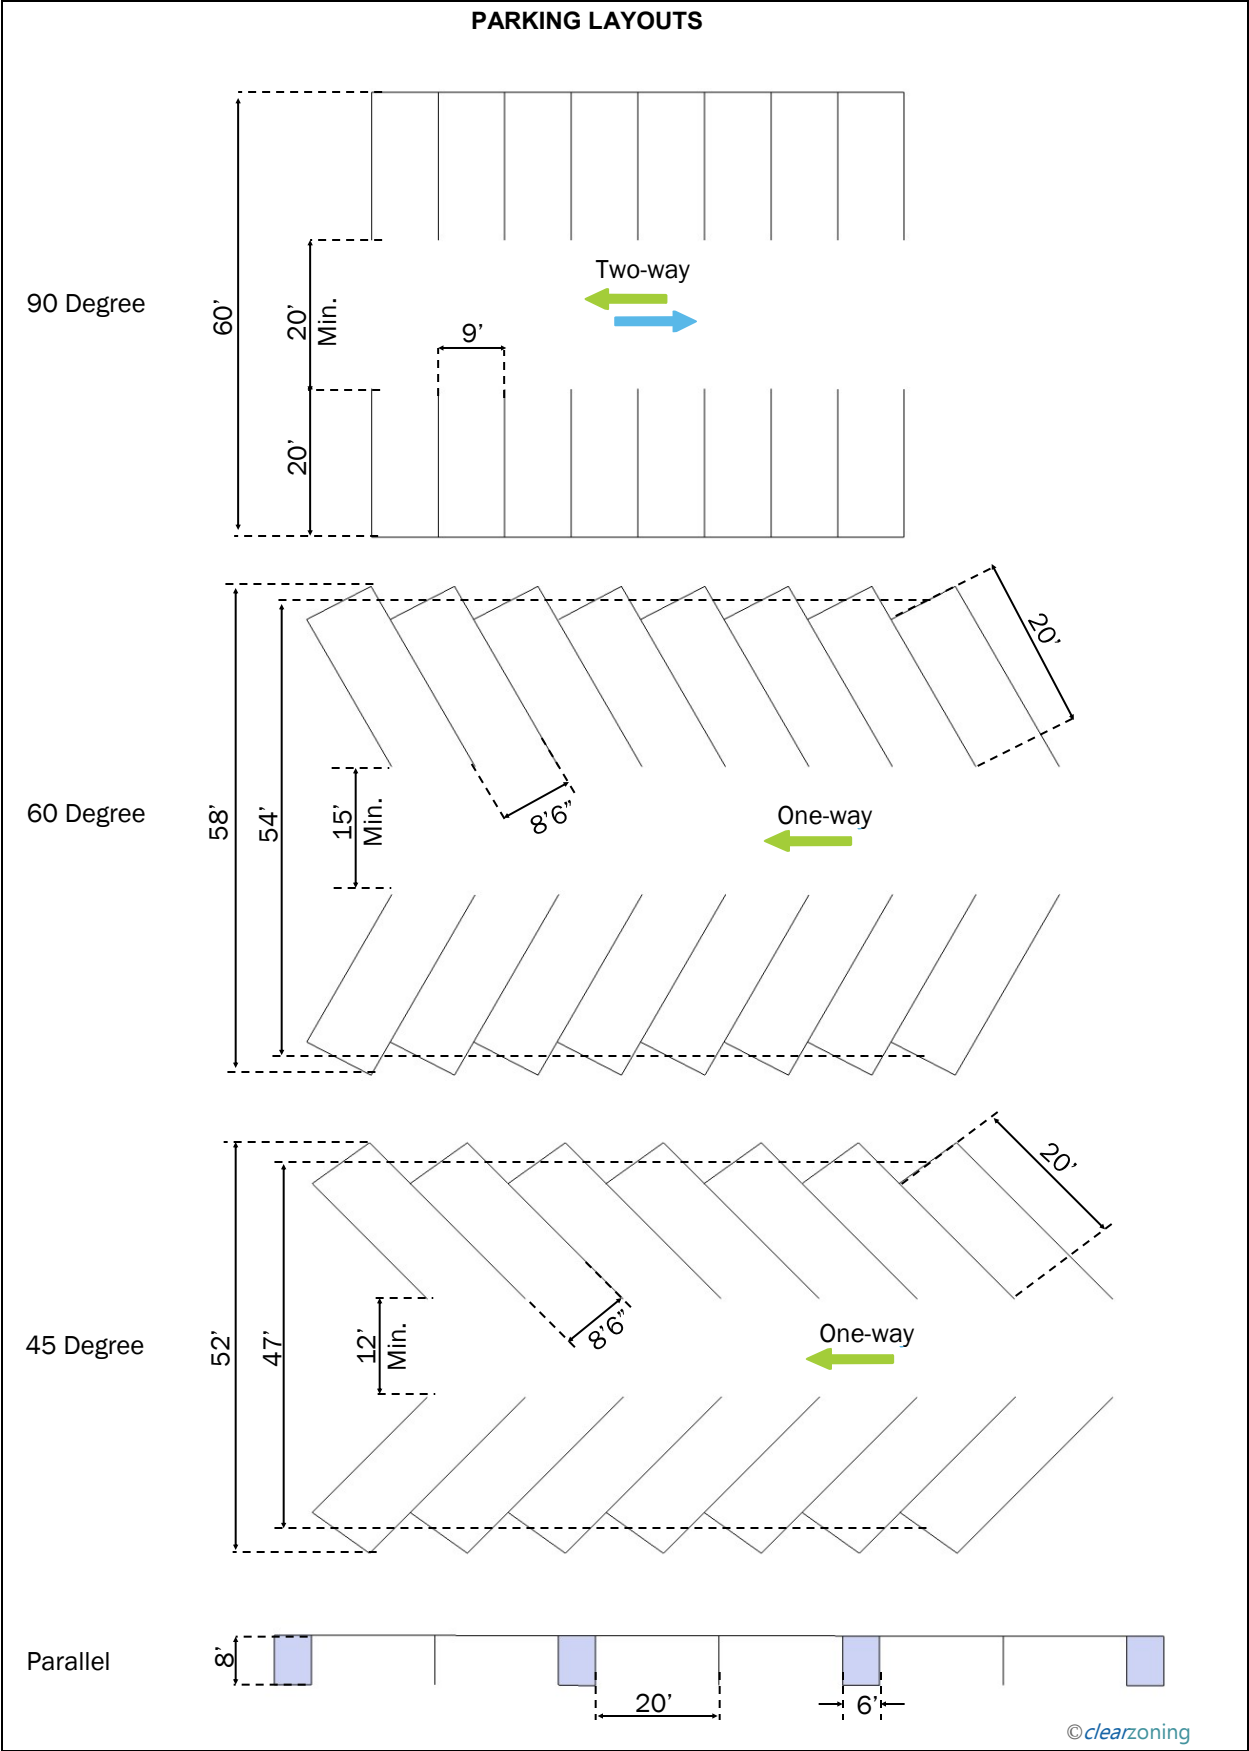 PARKING LAYOUTS
90 Degree
60’
20’
Min.
20’
9’
Two-way
60 Degree
58’
54’
15’
Min.
8’6”
20’
One-way
45 Degree
52’
47’
12’
Min.
8’6”
20’
One-way
Parallel
8’
20’
6’
©clearzoning